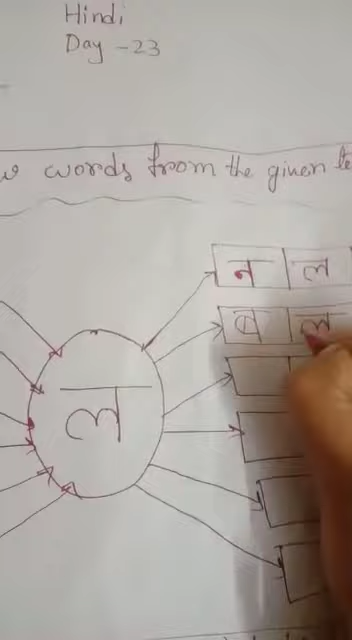 Hindi
Day -23
words from the given
न ल
ब ल
ल